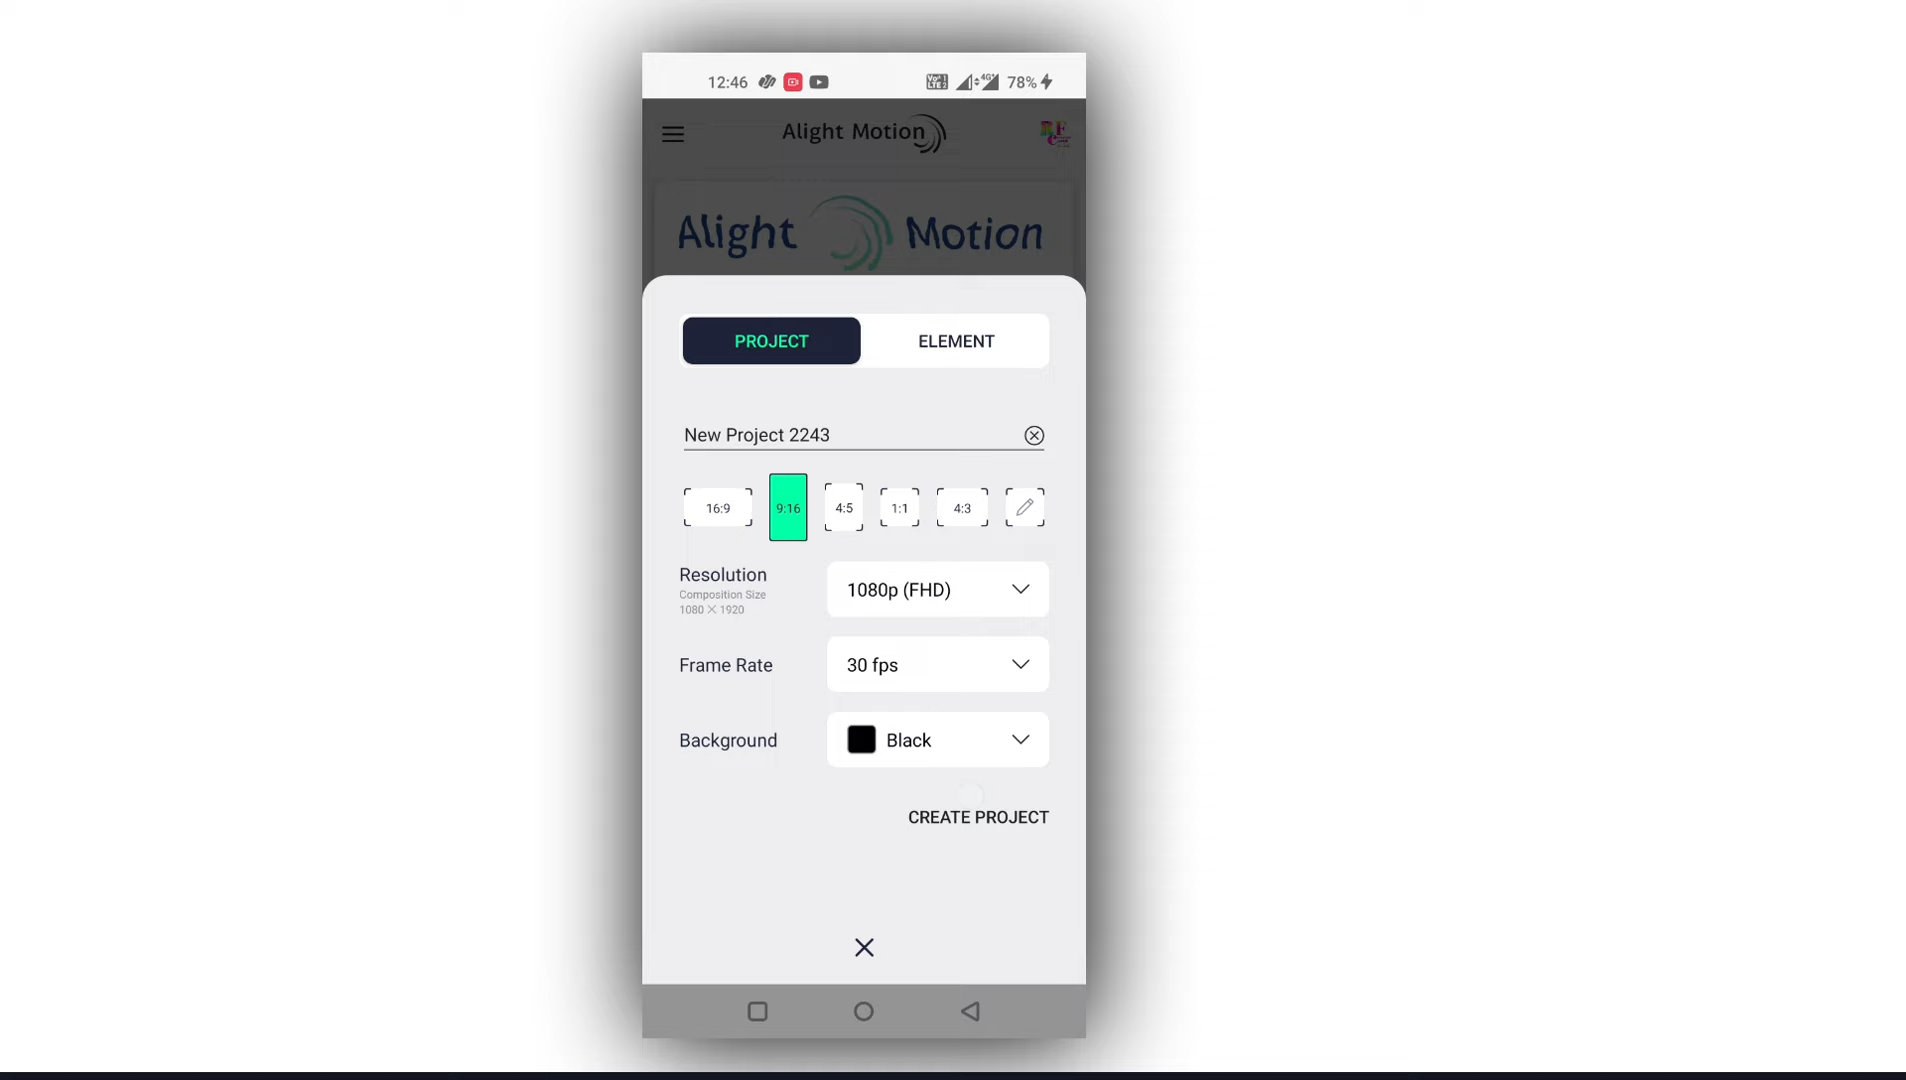 12:46 78%
Alight Motion
Alight Motion
PROJECT ELEMENT
New Project 2243
16:9 9:16 4:5 1:1 4:3
Resolution
Composition Size
1080 × 1920
1080p (FHD)
Frame Rate 30 fps
Background Black
CREATE PROJECT